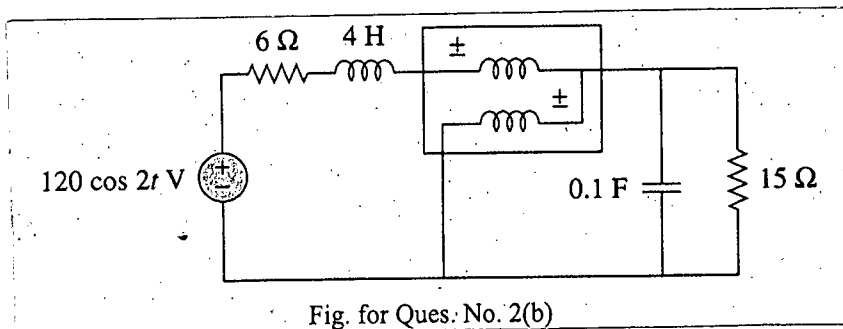 6 Ω 4 H
±
±
120 cos 2t V
+
−
0.1 F
15 Ω
Fig. for Ques. No. 2(b)